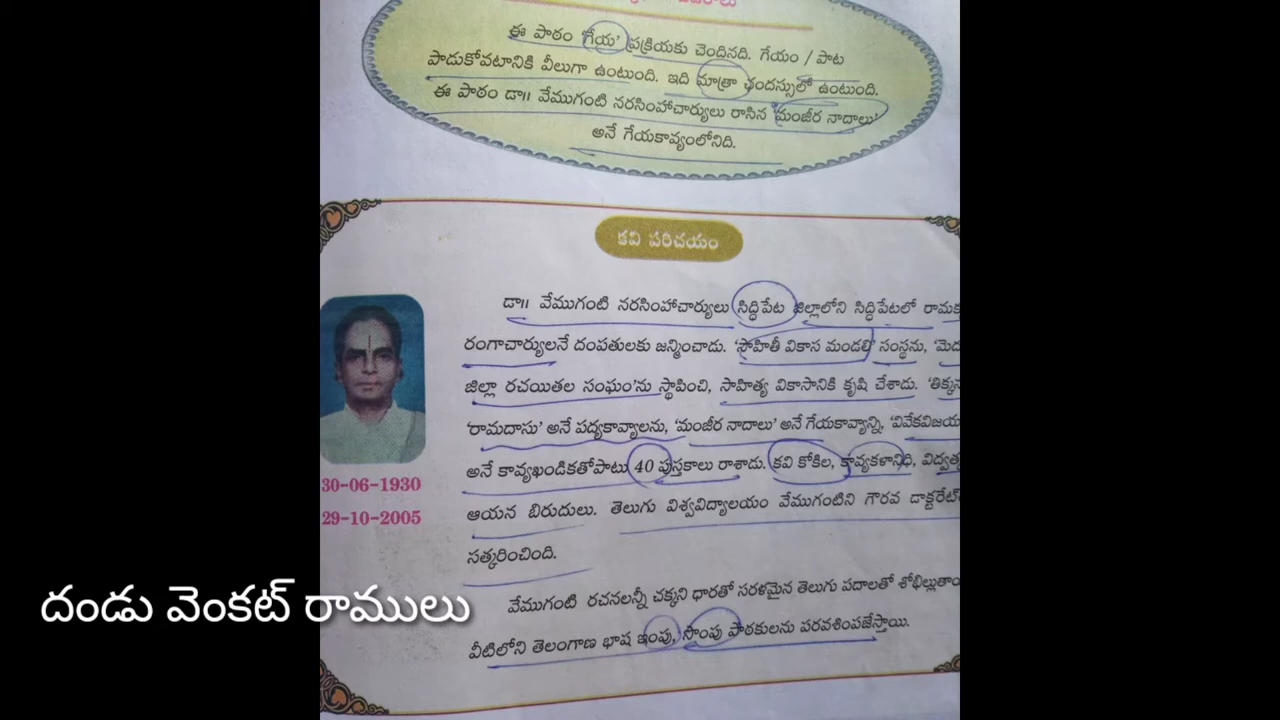 ఈ పాఠం 'గేయ' ప్రక్రియకు చెందినది. గేయం / పాట
పాడుకోవటానికి వీలుగా ఉంటుంది. ఇది మాత్రా ఛందస్సులో ఉంటుంది.
ఈ పాఠం డా॥ వేముగంటి నరసింహాచార్యులు రాసిన 'మంజీర నాదాలు'
అనే గేయకావ్యంలోనిది.
కవి పరిచయం
డా॥ వేముగంటి నరసింహాచార్యులు సిద్ధిపేట జిల్లాలోని సిద్ధిపేటలో
రంగాచార్యులనే దంపతులకు జన్మించాడు. 'సాహితీ వికాస మండలి' సంస్థను,
జిల్లా రచయితల సంఘం'ను స్థాపించి, సాహిత్య వికాసానికి కృషి చేశాడు.
'రామదాసు' అనే పద్యకావ్యాలను, 'మంజీర నాదాలు' అనే గేయకావ్యాన్ని, 'వివేకవిజయ
అనే కావ్యఖండికతోపాటు 40 పుస్తకాలు రాశాడు. కవి కోకిల, కావ్యకళానిధి,
ఆయన బిరుదులు. తెలుగు విశ్వవిద్యాలయం వేముగంటిని గౌరవ డాక్టరేట్
సత్కరించింది.
30-06-1930
29-10-2005
వేముగంటి రచనలన్నీ చక్కని ధారతో సరళమైన తెలుగు పదాలతో
వీటిలోని తెలంగాణ భాష ఇంపు, సొంపు పాఠకులను పరవశింపజేస్తాయి.
దండు వెంకట్ రాములు